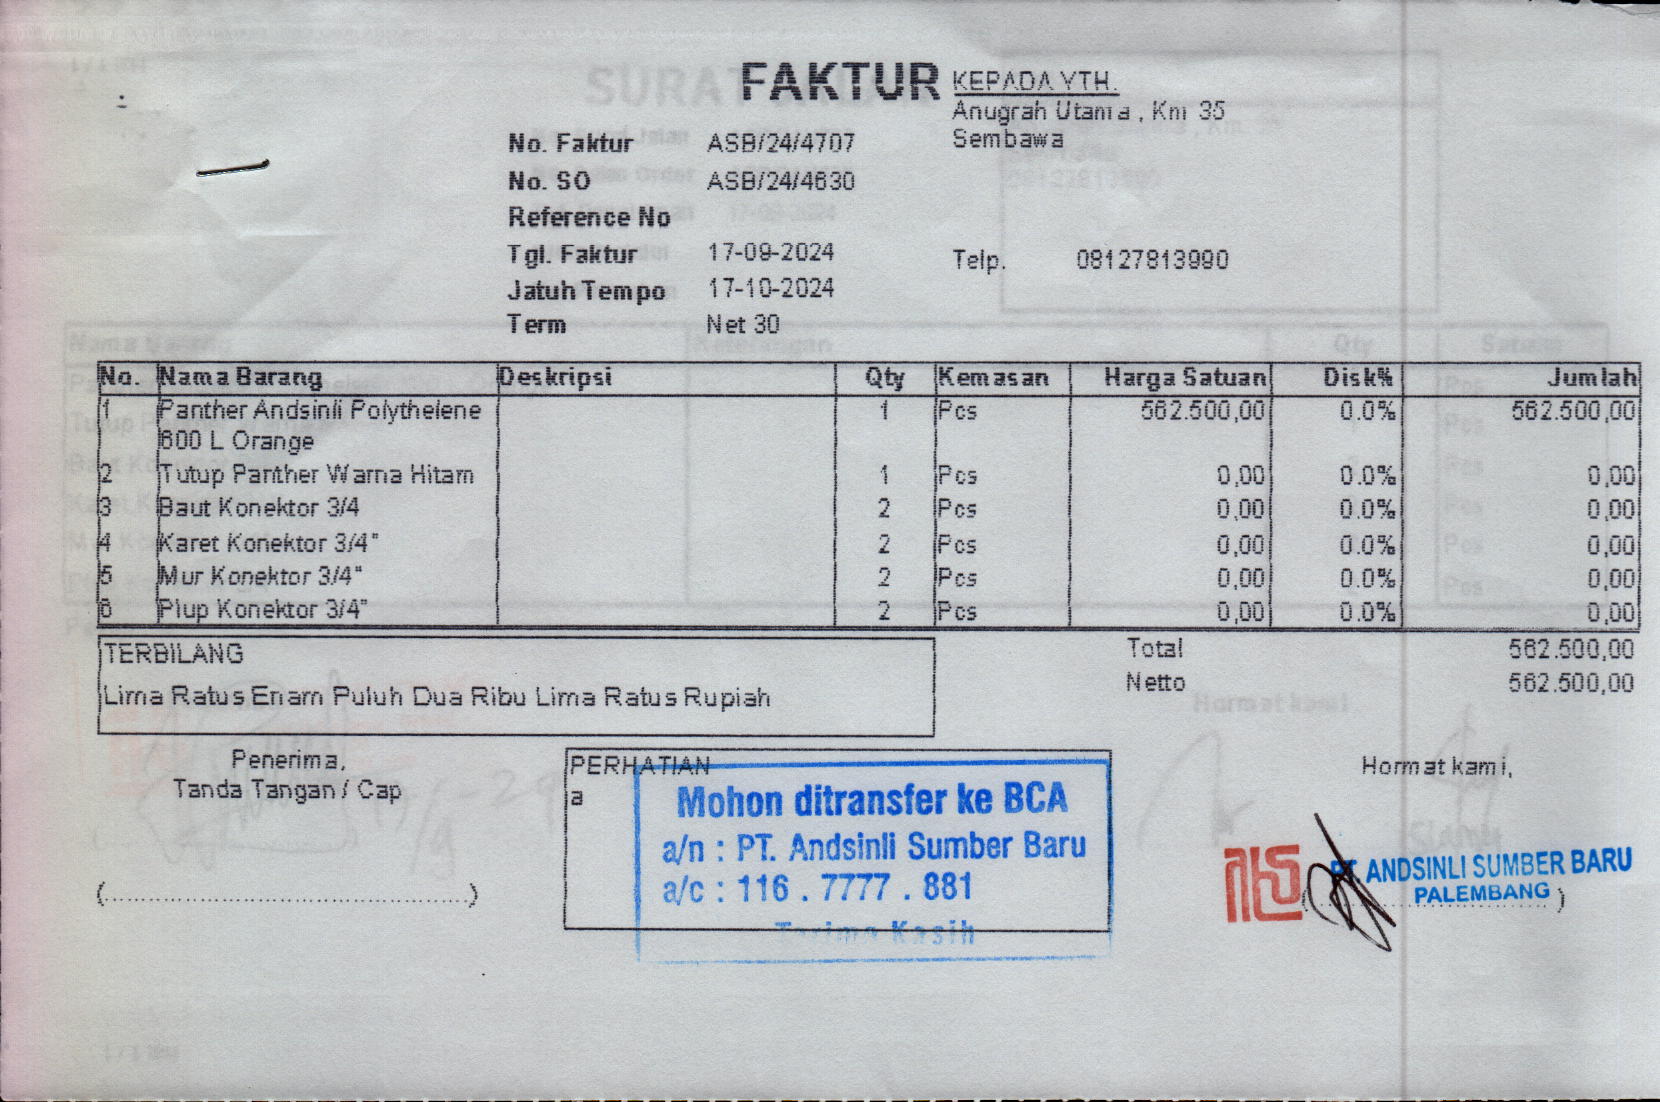 FAKTUR
KEPADA YTH.
Anugrah Utama , Km 35
Sembawa
No. Faktur ASB/24/4707
No. SO ASB/24/4630
Reference No
Tgl. Faktur 17-09-2024
Telp. 08127813990
Jatuh Tempo 17-10-2024
Term Net 30
No. Nama Barang Deskripsi Qty Kemasan Harga Satuan Disk% Jumlah
1 Panther Andsinli Polythelene 1 Pcs 562.500,00 0.0% 562.500,00
600 L Orange
2 Tutup Panther Warna Hitam 1 Pcs 0,00 0.0% 0,00
3 Baut Konektor 3/4 2 Pcs 0,00 0.0% 0,00
4 Karet Konektor 3/4" 2 Pcs 0,00 0.0% 0,00
5 Mur Konektor 3/4" 2 Pcs 0,00 0.0% 0,00
6 Plup Konektor 3/4" 2 Pcs 0,00 0.0% 0,00
TERBILANG
Lima Ratus Enam Puluh Dua Ribu Lima Ratus Rupiah
Total 562.500,00
Netto 562.500,00
Penerima,
Tanda Tangan / Cap
(..............................................)
PERHATIAN
a
Mohon ditransfer ke BCA
a/n : PT. Andsinli Sumber Baru
a/c : 116 . 7777 . 881
Terima Kasih
Hormat kami,
PT. ANDSINLI SUMBER BARU
PALEMBANG